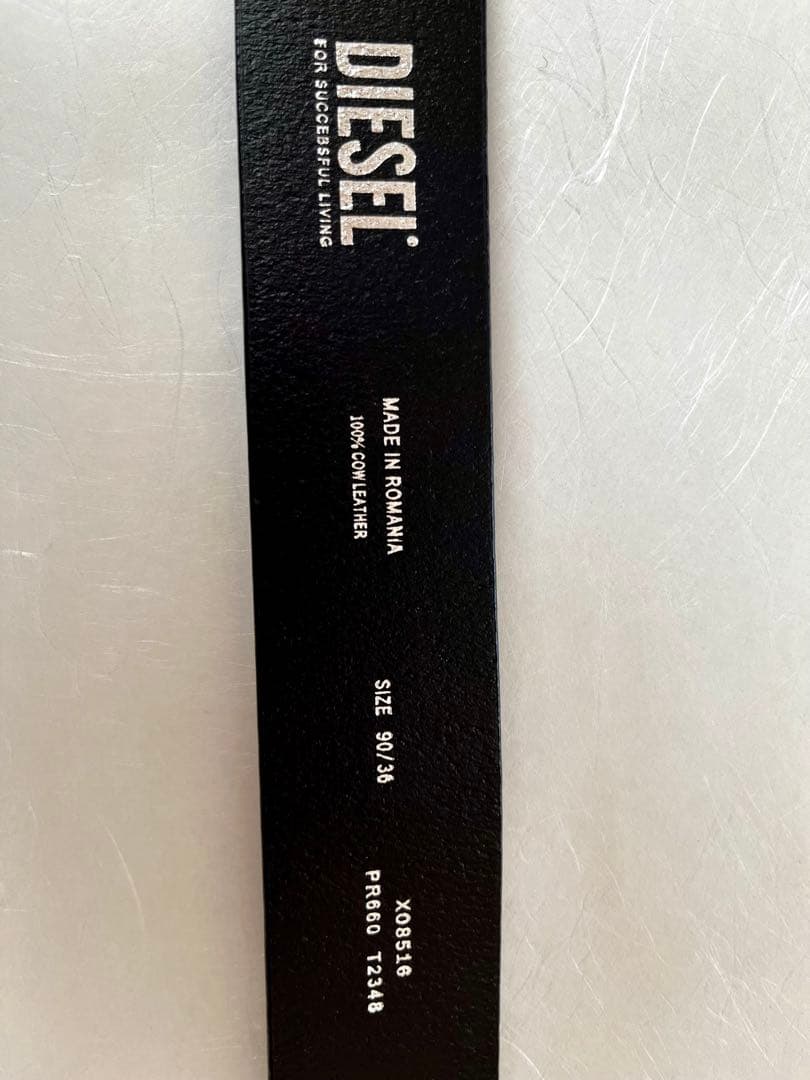 DIESEL®
FOR SUCCESSFUL LIVING
MADE IN ROMANIA
100% COW LEATHER
SIZE 90/36
X08516
PR660 T2348